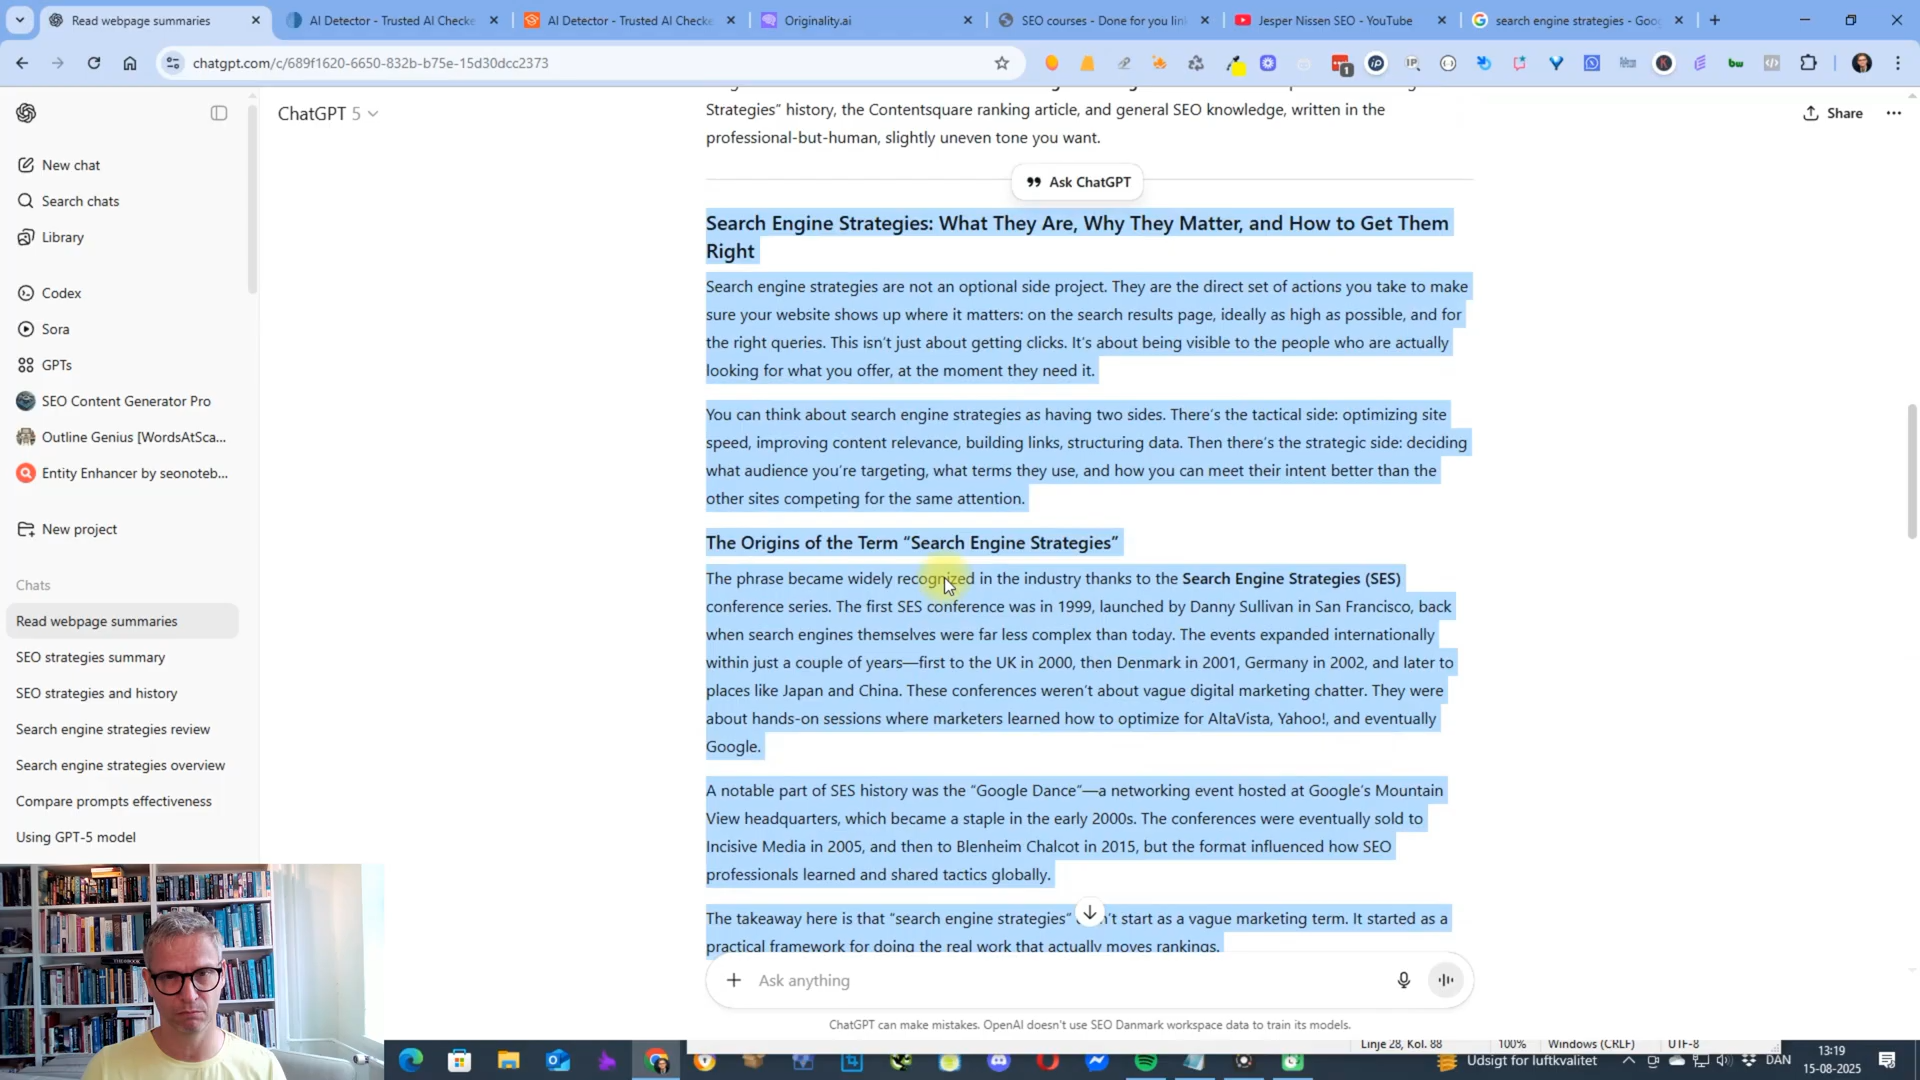 Read webpage summaries
AI Detector - Trusted AI Checke
AI Detector - Trusted AI Checke
Originality.ai
SEO courses - Done for you lin
Jesper Nissen SEO - YouTube
search engine strategies - Goo
chatgpt.com/c/689f1620-6650-832b-b75e-15d30dcc2373
ChatGPT 5
Share
New chat
Search chats
Library
Codex
Sora
GPTs
SEO Content Generator Pro
Outline Genius [WordsAtSca...
Entity Enhancer by seonoteb...
New project
Chats
Read webpage summaries
SEO strategies summary
SEO strategies and history
Search engine strategies review
Search engine strategies overview
Compare prompts effectiveness
Using GPT-5 model
Strategies” history, the Contentsquare ranking article, and general SEO knowledge, written in the
professional-but-human, slightly uneven tone you want.
Ask ChatGPT
Search Engine Strategies: What They Are, Why They Matter, and How to Get Them
Right
Search engine strategies are not an optional side project. They are the direct set of actions you take to make
sure your website shows up where it matters: on the search results page, ideally as high as possible, and for
the right queries. This isn’t just about getting clicks. It’s about being visible to the people who are actually
looking for what you offer, at the moment they need it.
You can think about search engine strategies as having two sides. There’s the tactical side: optimizing site
speed, improving content relevance, building links, structuring data. Then there’s the strategic side: deciding
what audience you’re targeting, what terms they use, and how you can meet their intent better than the
other sites competing for the same attention.
The Origins of the Term “Search Engine Strategies”
The phrase became widely recognized in the industry thanks to the Search Engine Strategies (SES)
conference series. The first SES conference was in 1999, launched by Danny Sullivan in San Francisco, back
when search engines themselves were far less complex than today. The events expanded internationally
within just a couple of years—first to the UK in 2000, then Denmark in 2001, Germany in 2002, and later to
places like Japan and China. These conferences weren’t about vague digital marketing chatter. They were
about hands-on sessions where marketers learned how to optimize for AltaVista, Yahoo!, and eventually
Google.
A notable part of SES history was the “Google Dance”—a networking event hosted at Google’s Mountain
View headquarters, which became a staple in the early 2000s. The conferences were eventually sold to
Incisive Media in 2005, and then to Blenheim Chalcot in 2015, but the format influenced how SEO
professionals learned and shared tactics globally.
The takeaway here is that “search engine strategies” ’t start as a vague marketing term. It started as a
practical framework for doing the real work that actually moves rankings.
Ask anything
ChatGPT can make mistakes. OpenAI doesn't use SEO Danmark workspace data to train its models.
Linje 28, Kol. 88 100% Windows (CRLF) UTF-8
Udsigt for luftkvalitet
DAN
13:19
15-08-2025